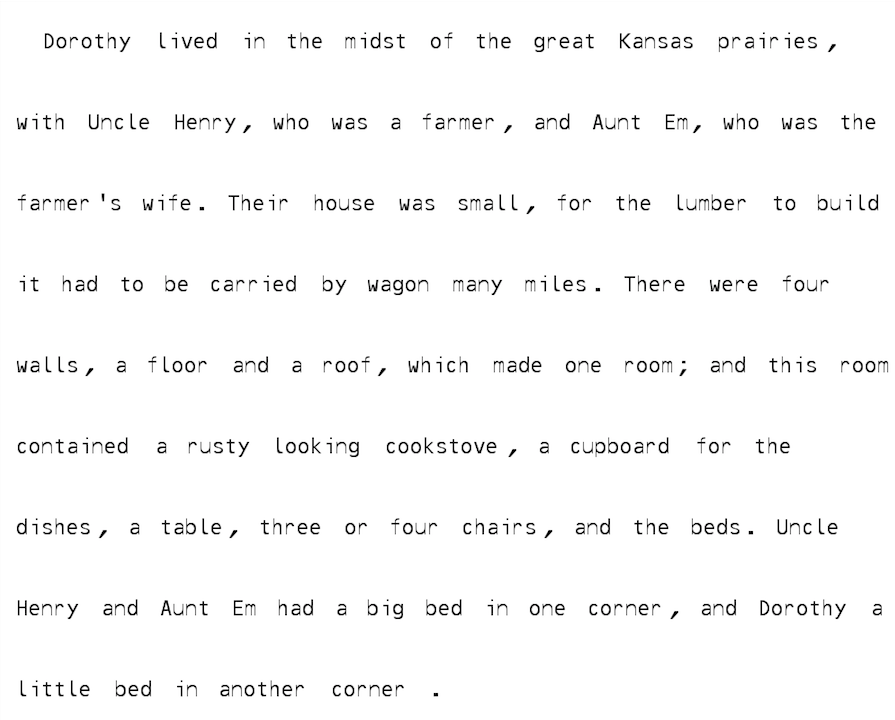 Dorothy lived in the midst of the great Kansas prairies,
with Uncle Henry, who was a farmer, and Aunt Em, who was the
farmer's wife. Their house was small, for the lumber to build
it had to be carried by wagon many miles. There were four
walls, a floor and a roof, which made one room; and this room
contained a rusty looking cookstove, a cupboard for the
dishes, a table, three or four chairs, and the beds. Uncle
Henry and Aunt Em had a big bed in one corner, and Dorothy a
little bed in another corner .